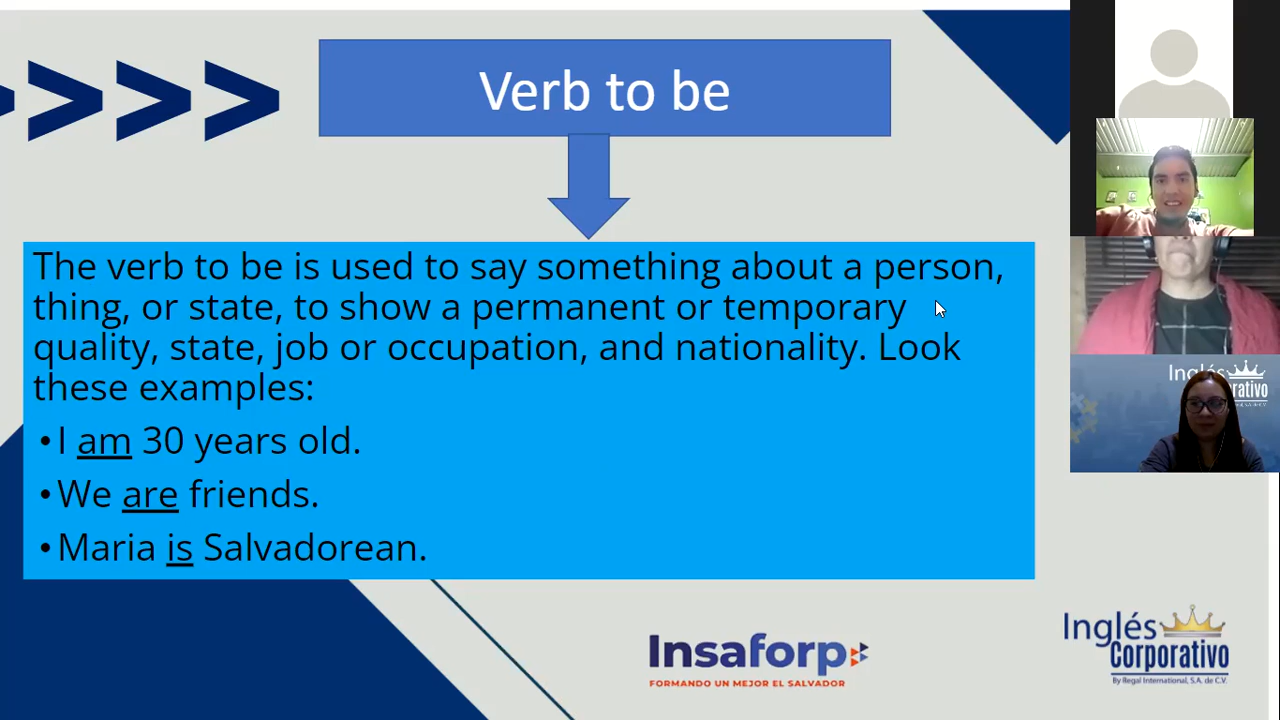 Verb to be
The verb to be is used to say something about a person,
thing, or state, to show a permanent or temporary
quality, state, job or occupation, and nationality. Look
these examples:
•I am 30 years old.
•We are friends.
•Maria is Salvadorean.
Insaforp
FORMANDO UN MEJOR EL SALVADOR
Inglés
Corporativo
By Regal International, S.A. de C.V.